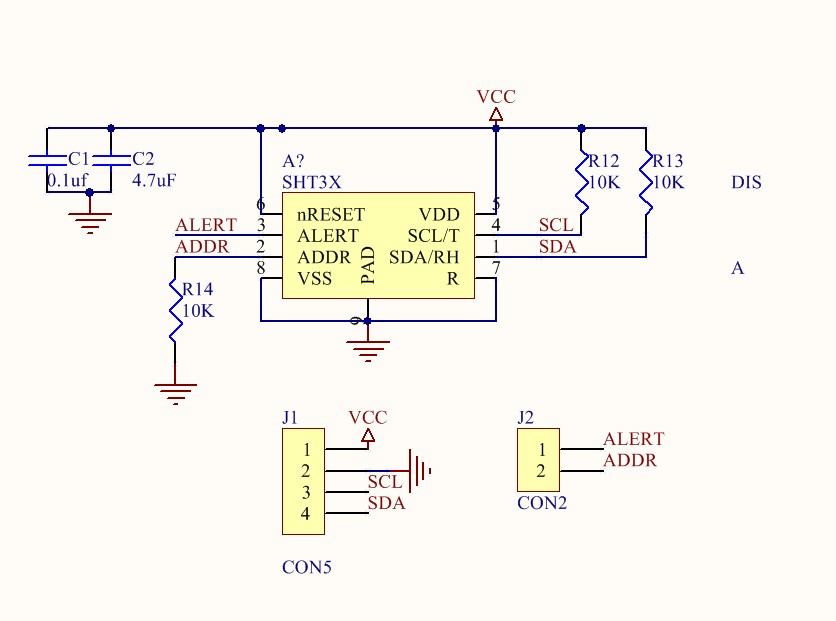 VCC
C1
0.1uf
C2
4.7uF
A?
SHT3X
R12
10K
R13
10K
DIS
6
nRESET
VDD
5
ALERT
3
ALERT
SCL/T
4
SCL
ADDR
2
ADDR
SDA/RH
1
SDA
8
VSS
PAD
R
7
A
R14
10K
9
J1
VCC
1
2
3
4
SCL
SDA
CON5
J2
1
2
ALERT
ADDR
CON2